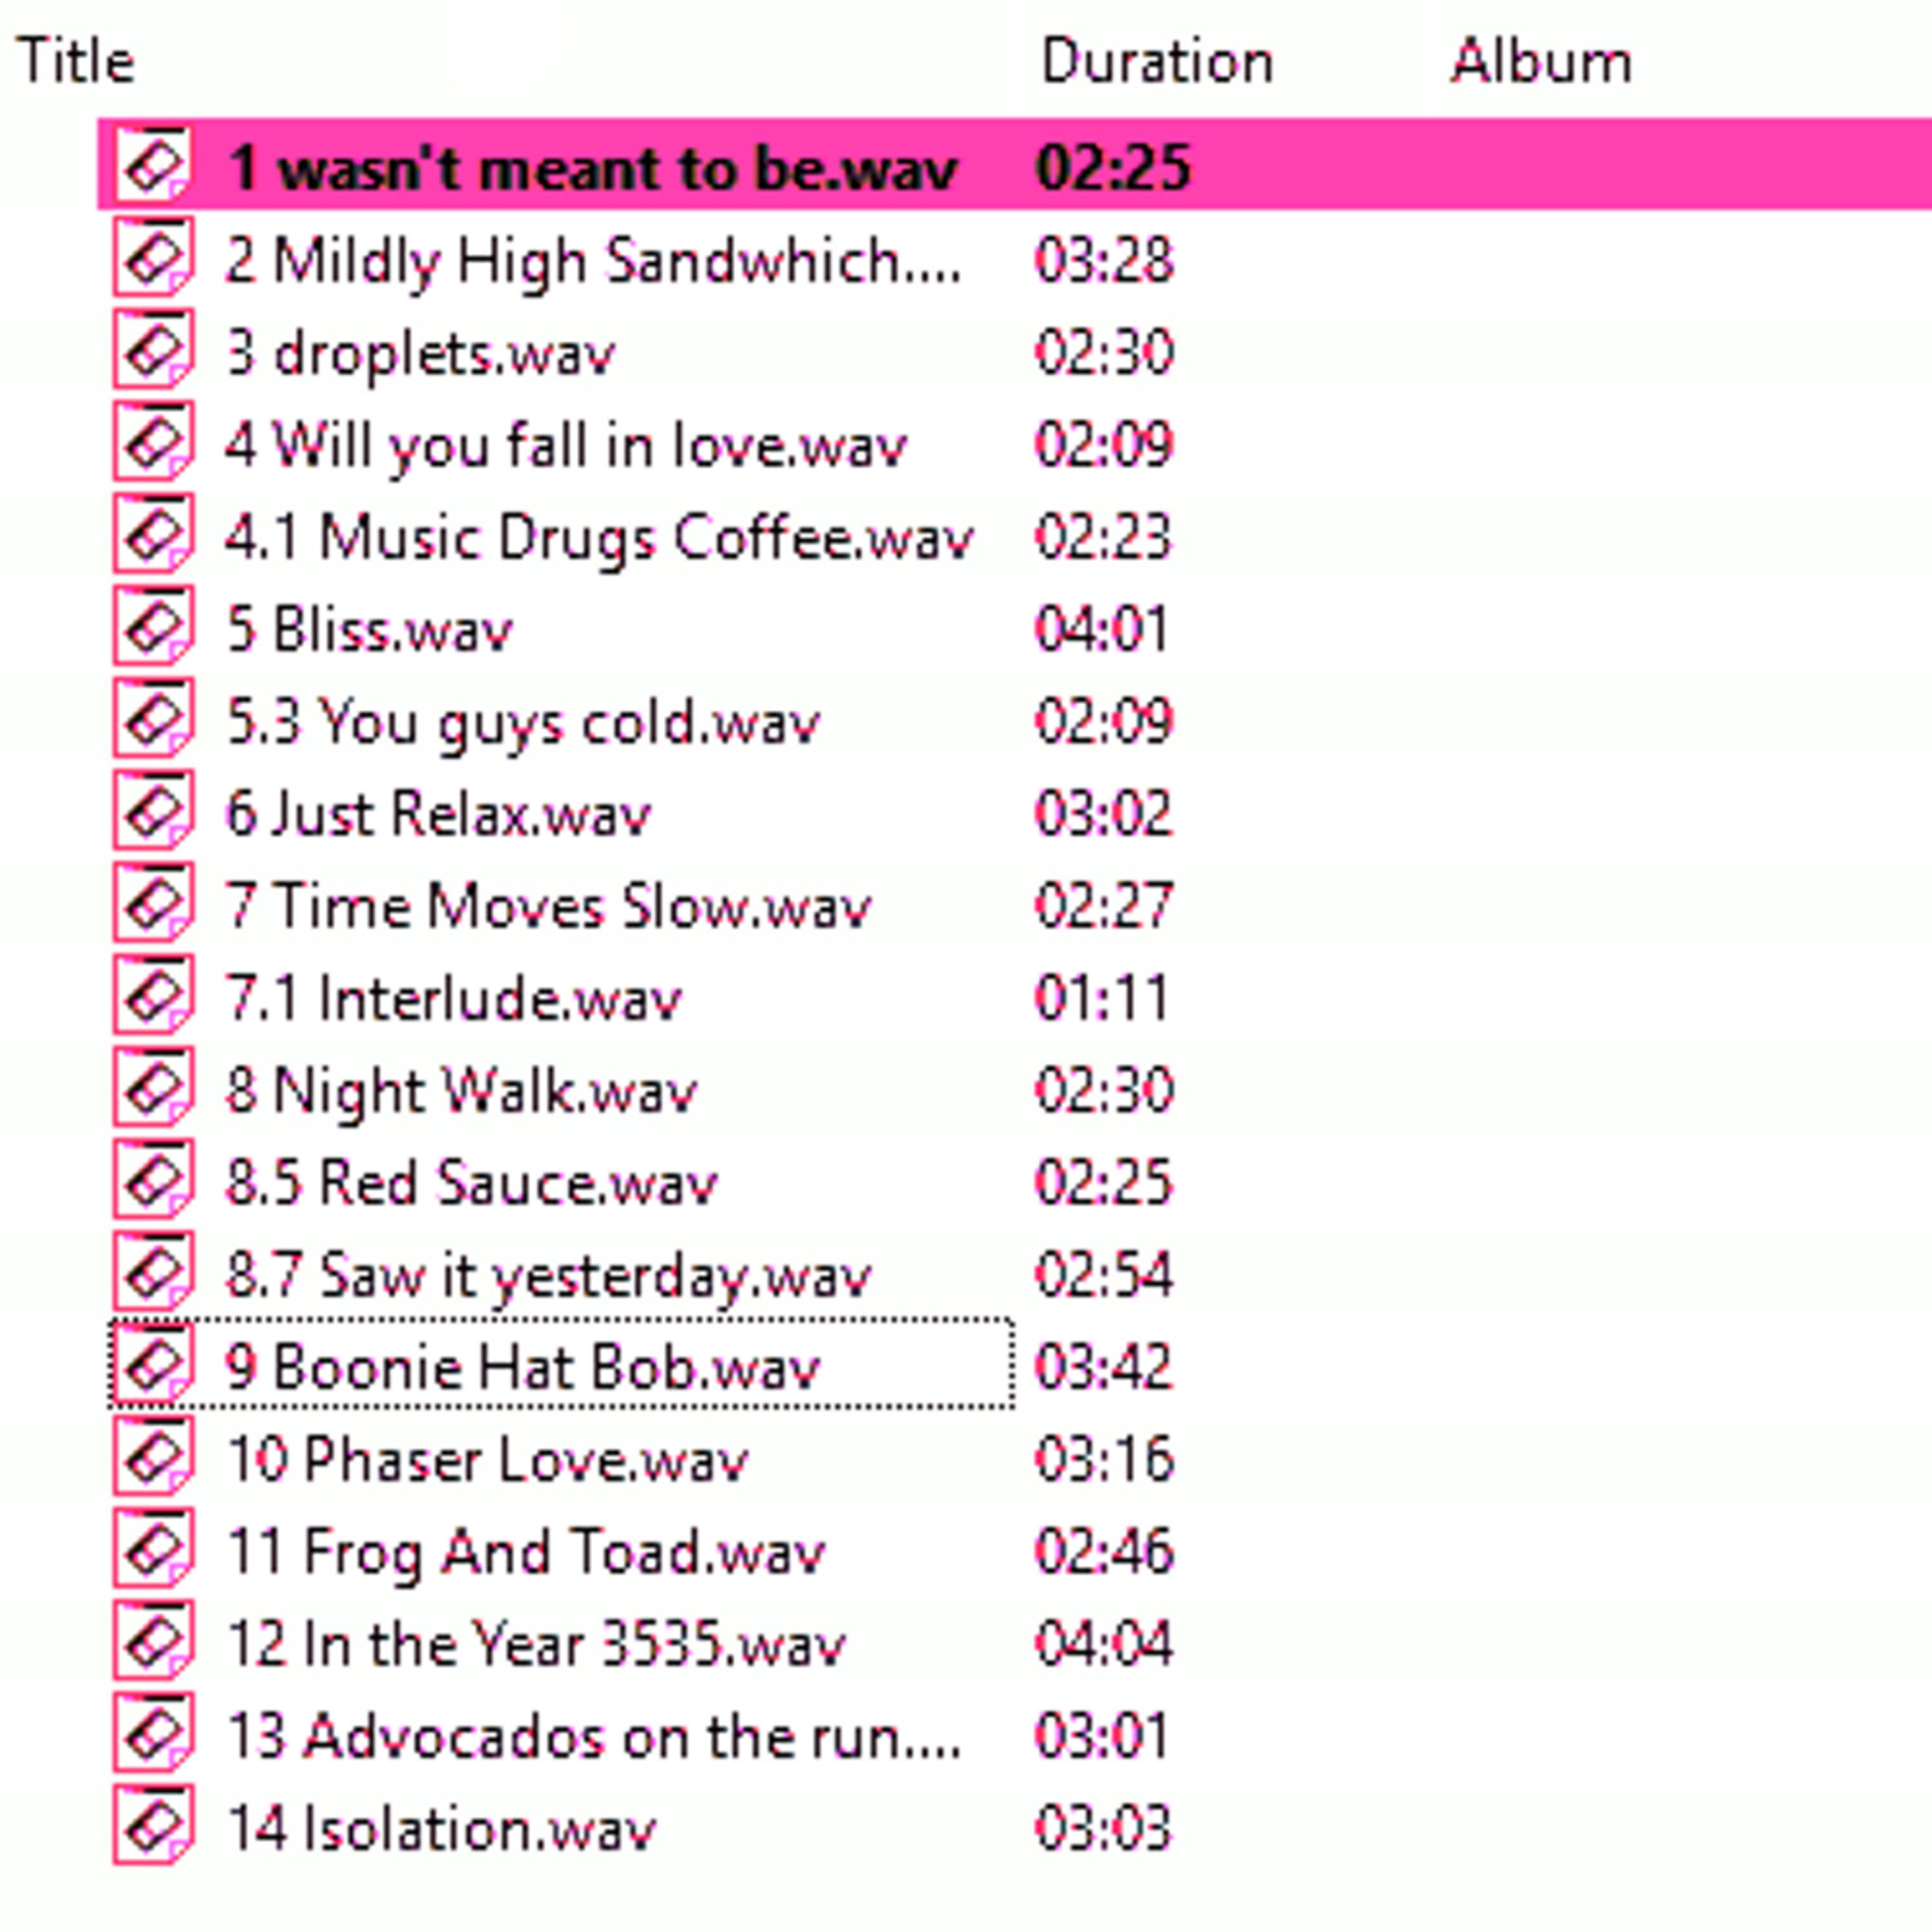 Title Duration Album
1 wasn't meant to be.wav 02:25
2 Mildly High Sandwhich.... 03:28
3 droplets.wav 02:30
4 Will you fall in love.wav 02:09
4.1 Music Drugs Coffee.wav 02:23
5 Bliss.wav 04:01
5.3 You guys cold.wav 02:09
6 Just Relax.wav 03:02
7 Time Moves Slow.wav 02:27
7.1 Interlude.wav 01:11
8 Night Walk.wav 02:30
8.5 Red Sauce.wav 02:25
8.7 Saw it yesterday.wav 02:54
9 Boonie Hat Bob.wav 03:42
10 Phaser Love.wav 03:16
11 Frog And Toad.wav 02:46
12 In the Year 3535.wav 04:04
13 Advocados on the run.... 03:01
14 Isolation.wav 03:03